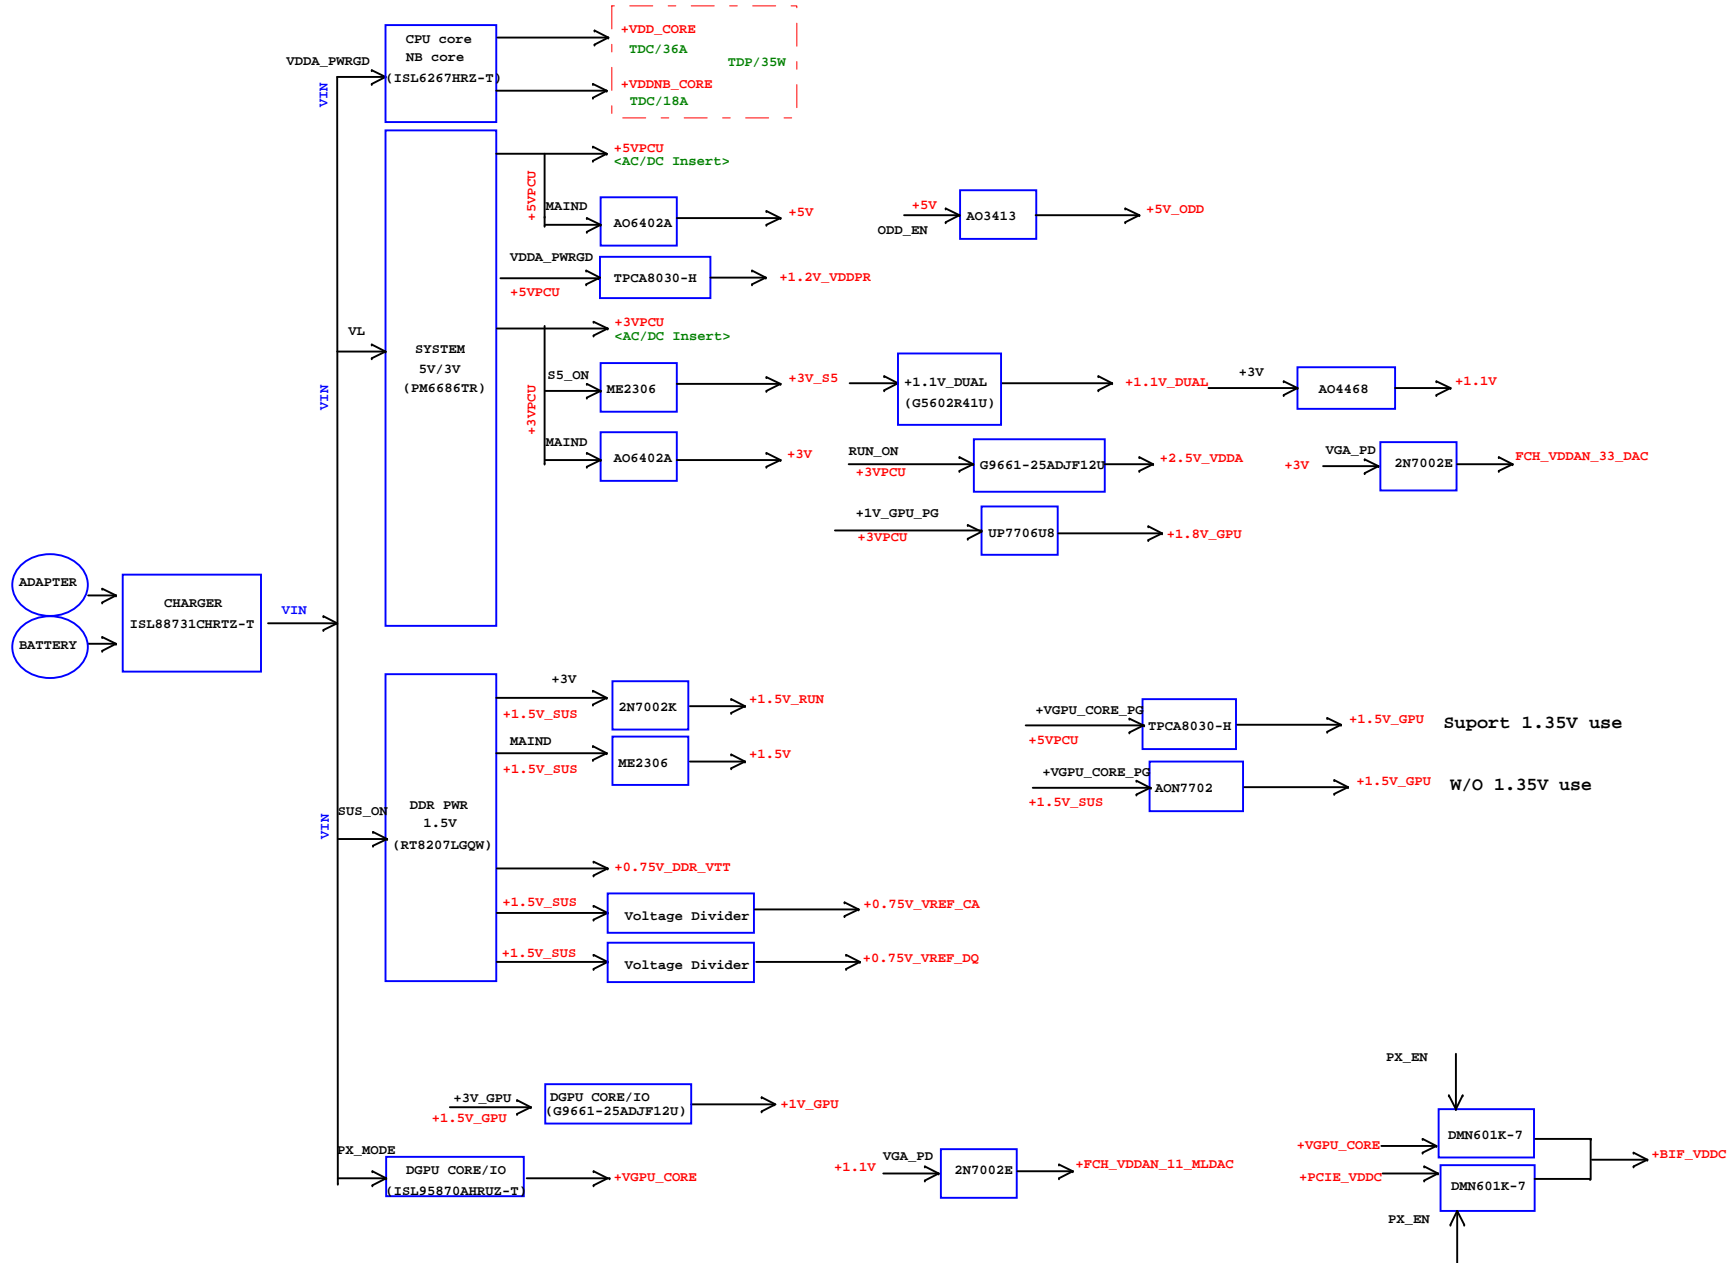 CPU core
NB core
(ISL6267HRZ-T)
VDDA_PWRGD
VIN
+VDD_CORE
TDC/36A
TDP/35W
+VDDNB_CORE
TDC/18A
+5VPCU
<AC/DC Insert>
+5VPCU
MAIND
AO6402A
+5V
+5V
ODD_EN
AO3413
+5V_ODD
VDDA_PWRGD
+5VPCU
TPCA8030-H
+1.2V_VDDPR
VL
SYSTEM
5V/3V
(PM6686TR)
VIN
+3VPCU
<AC/DC Insert>
+3VPCU
S5_ON
ME2306
+3V_S5
+1.1V_DUAL
(G5602R41U)
+1.1V_DUAL
+3V
AO4468
+1.1V
MAIND
AO6402A
+3V
RUN_ON
+3VPCU
G9661-25ADJF12U
+2.5V_VDDA
VGA_PD
+3V
2N7002E
FCH_VDDAN_33_DAC
+1V_GPU_PG
+3VPCU
UP7706U8
+1.8V_GPU
ADAPTER
BATTERY
CHARGER
ISL88731CHRTZ-T
VIN
+3V
+1.5V_SUS
2N7002K
+1.5V_RUN
MAIND
+1.5V_SUS
ME2306
+1.5V
+VGPU_CORE_PG
+5VPCU
TPCA8030-H
+1.5V_GPU
Suport 1.35V use
+VGPU_CORE_PG
+1.5V_SUS
AON7702
+1.5V_GPU
W/O 1.35V use
SUS_ON
VIN
DDR PWR
1.5V
(RT8207LGQW)
+0.75V_DDR_VTT
+1.5V_SUS
Voltage Divider
+0.75V_VREF_CA
+1.5V_SUS
Voltage Divider
+0.75V_VREF_DQ
+3V_GPU
+1.5V_GPU
DGPU CORE/IO
(G9661-25ADJF12U)
+1V_GPU
PX_MODE
DGPU CORE/IO
(ISL95870AHRUZ-T)
+VGPU_CORE
VGA_PD
+1.1V
2N7002E
+FCH_VDDAN_11_MLDAC
PX_EN
+VGPU_CORE
DMN601K-7
+BIF_VDDC
+PCIE_VDDC
DMN601K-7
PX_EN